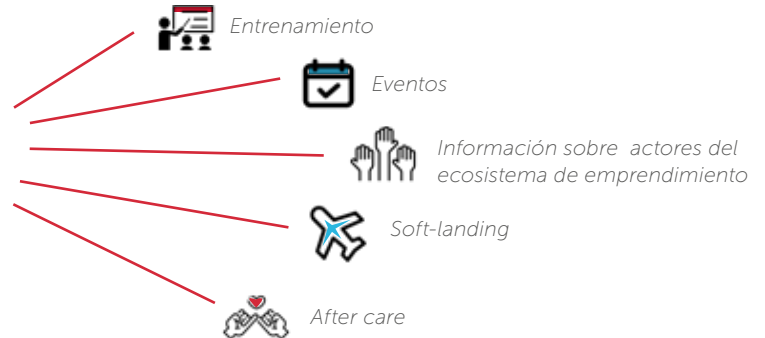 Entrenamiento
Eventos
Información sobre actores del
ecosistema de emprendimiento
Soft-landing
After care